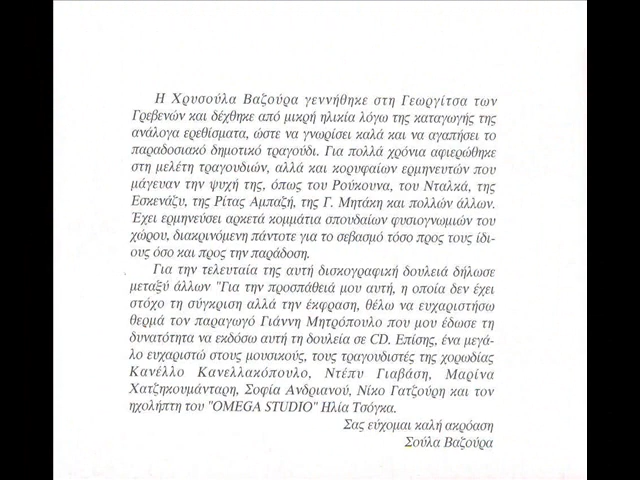 Η Χρυσούλα Βαζούρα γεννήθηκε στη Γεωργίτσα των
Γρεβενών και δέχθηκε από μικρή ηλικία λόγω της καταγωγής της
ανάλογα ερεθίσματα, ώστε να γνωρίσει καλά και να αγαπήσει το
παραδοσιακό δημοτικό τραγούδι. Για πολλά χρόνια αφιερώθηκε
στη μελέτη τραγουδιών, αλλά και κορυφαίων ερμηνευτών που
μάγευαν την ψυχή της, όπως του Ρούκουνα, του Νταλκά, της
Εσκενάζυ, της Ρίτας Αμπαζή, της Γ. Μητάκη και πολλών άλλων.
Έχει ερμηνεύσει αρκετά κομμάτια σπουδαίων φυσιογνωμιών του
χώρου, διακρινόμενη πάντοτε για το σεβασμό τόσο προς τους ίδι-
ους όσο και προς την παράδοση.
Για την τελευταία της αυτή δισκογραφική δουλειά δήλωσε
μεταξύ άλλων "Για την προσπάθειά μου αυτή, η οποία δεν έχει
στόχο τη σύγκριση αλλά την έκφραση, θέλω να ευχαριστήσω
θερμά τον παραγωγό Γιάννη Μητρόπουλο που μου έδωσε τη
δυνατότητα να εκδόσω αυτή τη δουλεία σε CD. Επίσης, ένα μεγά-
λο ευχαριστώ στους μουσικούς, τους τραγουδιστές της χορωδίας
Κανέλλο Κανελλακόπουλο, Ντέπυ Γιαβάση, Μαρίνα
Χατζηκουμάνταρη, Σοφία Ανδριανού, Νίκο Γατζούρη και τον
ηχολήπτη του "OMEGA STUDIO" Ηλία Τσόγκα.
Σας εύχομαι καλή ακρόαση
Σούλα Βαζούρα